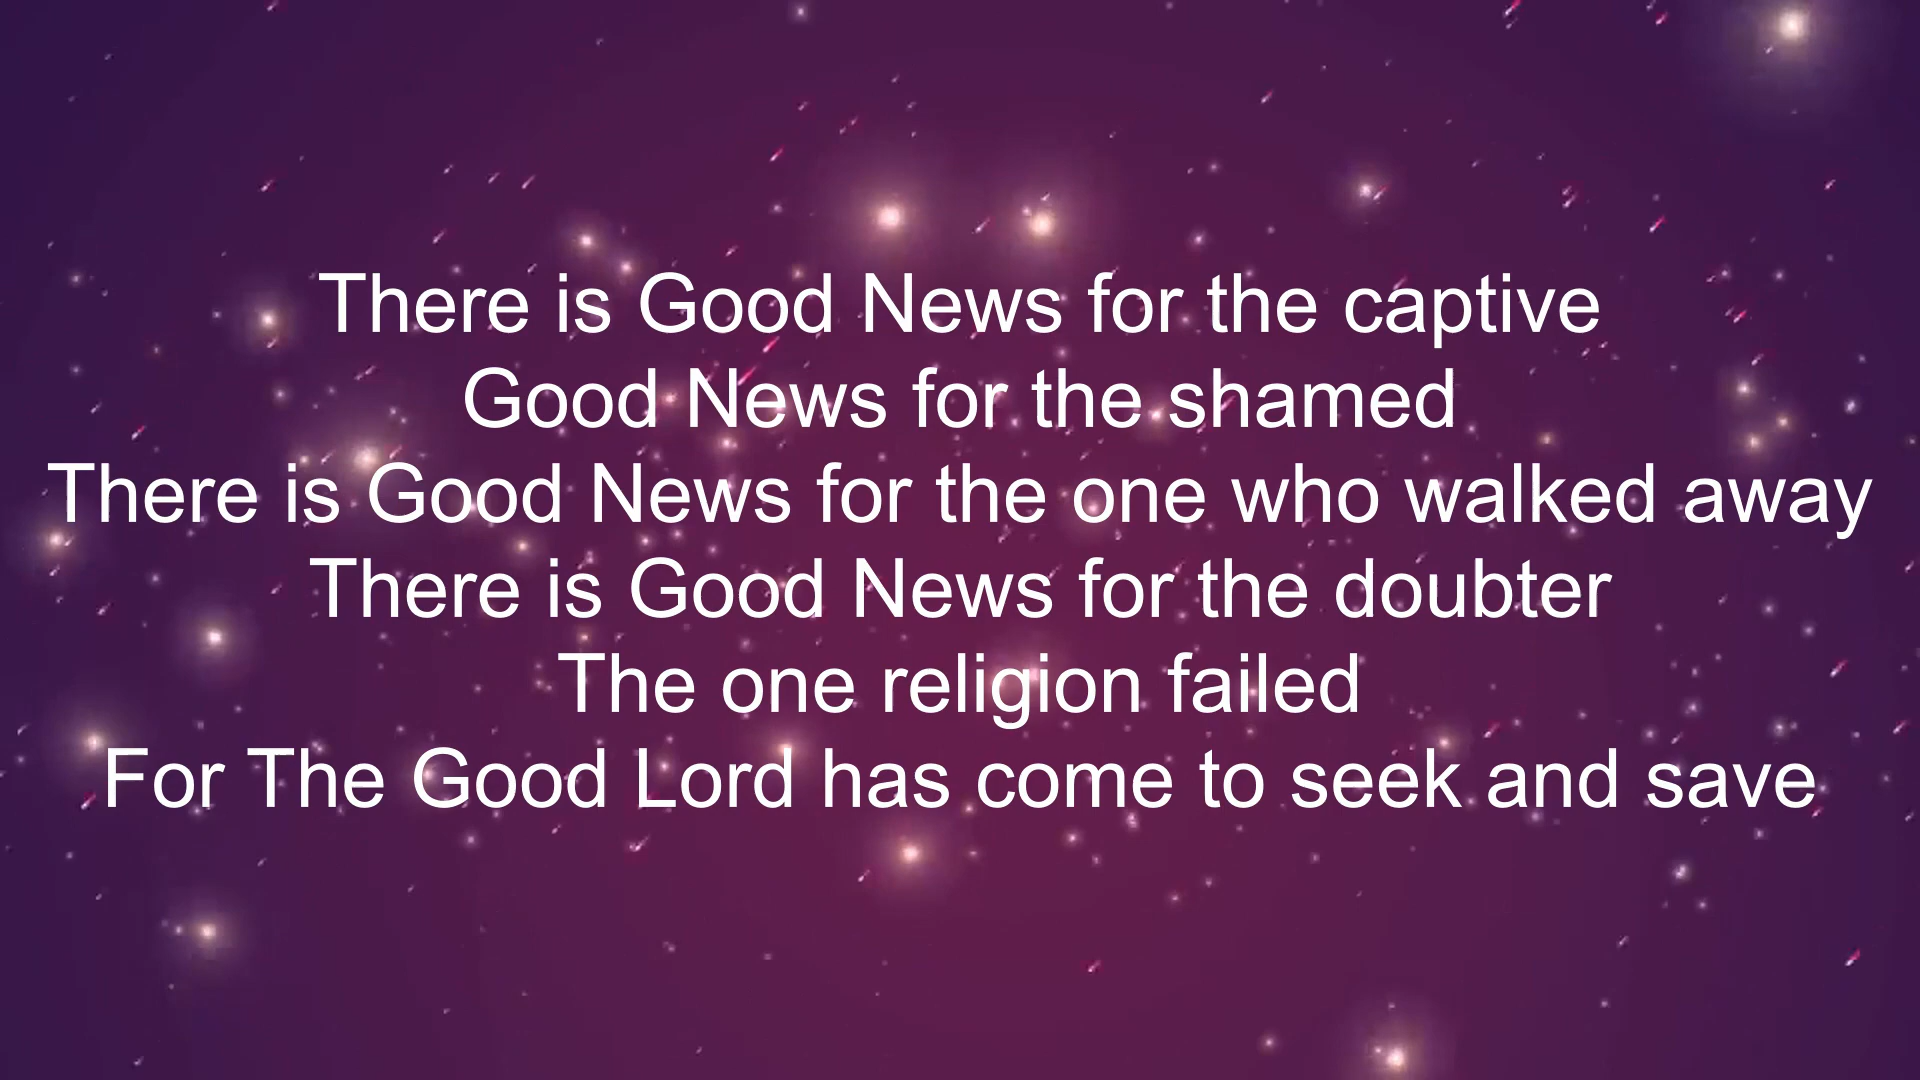 There is Good News for the captive
Good News for the shamed
There is Good News for the one who walked away
There is Good News for the doubter
The one religion failed
For The Good Lord has come to seek and save